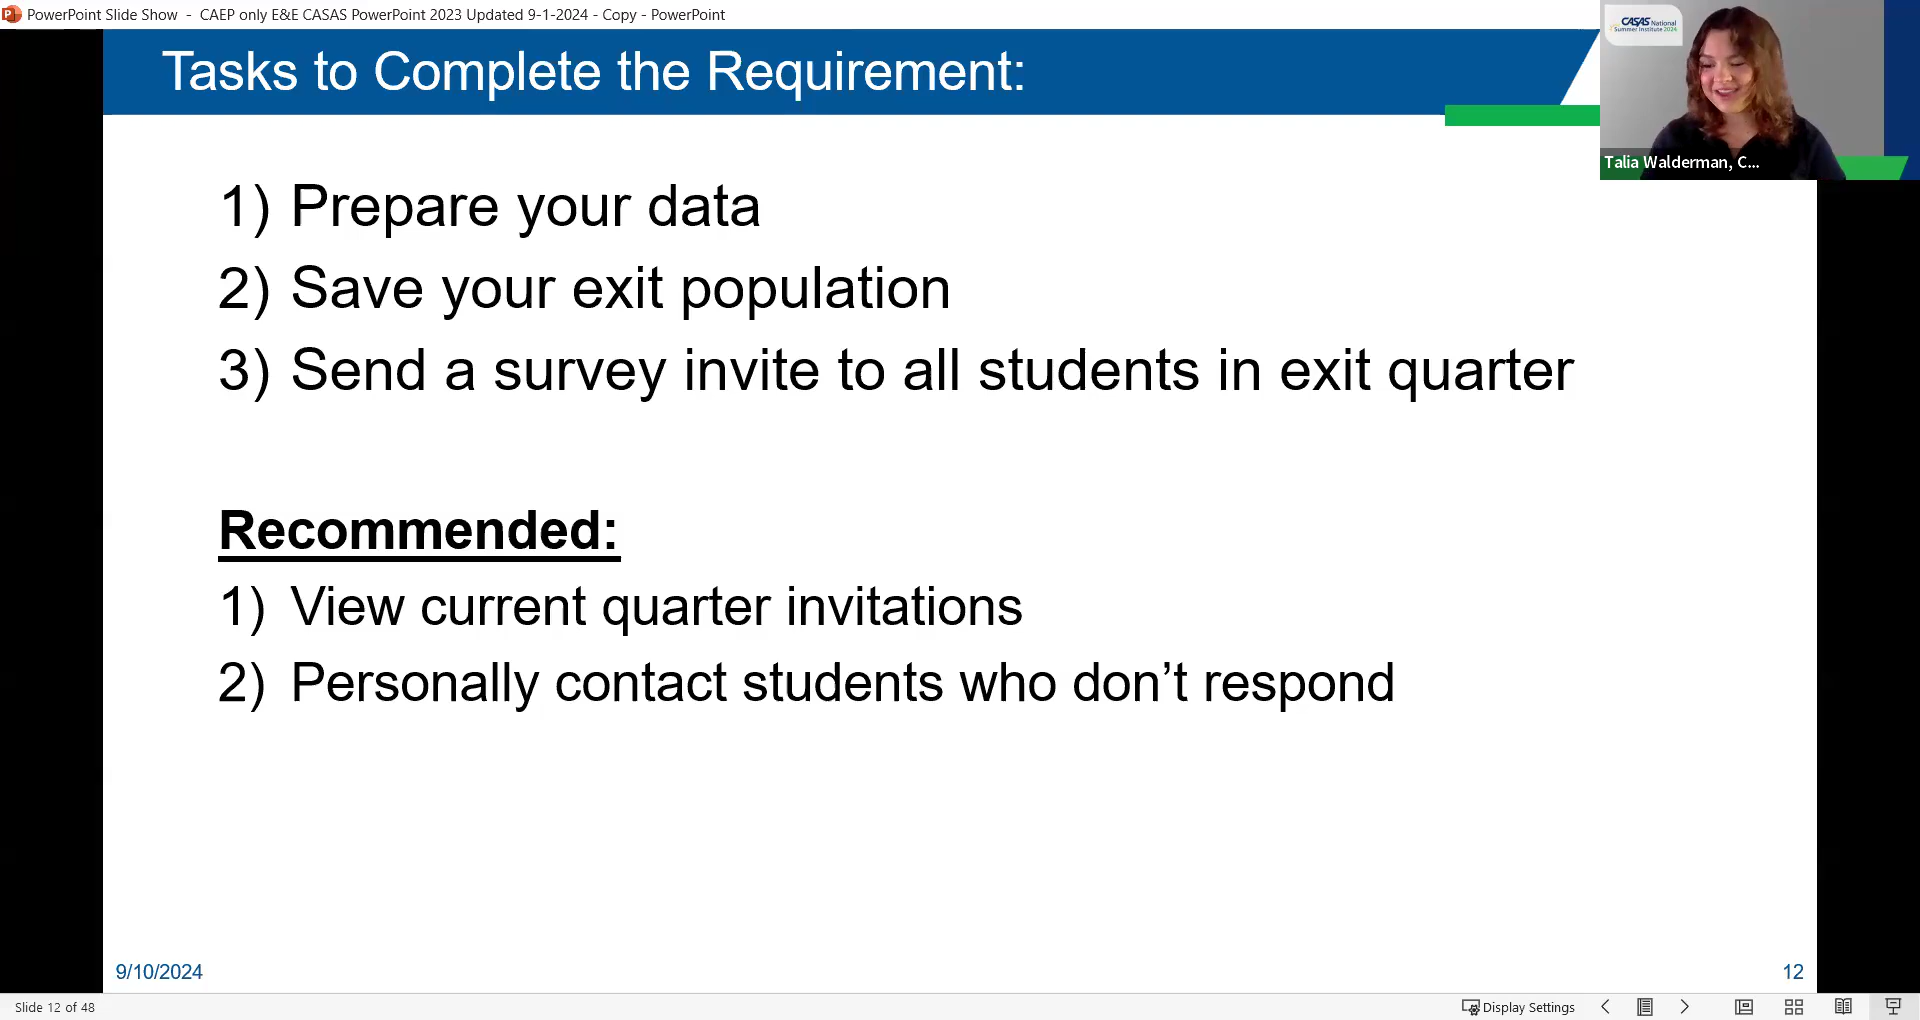 PowerPoint Slide Show - CAEP only E&E CASAS PowerPoint 2023 Updated 9-1-2024 - Copy - PowerPoint
CASAS National
Summer Institute 2024
Talia Walderman, C...
Tasks to Complete the Requirement:
1) Prepare your data
2) Save your exit population
3) Send a survey invite to all students in exit quarter
Recommended:
1) View current quarter invitations
2) Personally contact students who don’t respond
9/10/2024
12
Slide 12 of 48
Display Settings